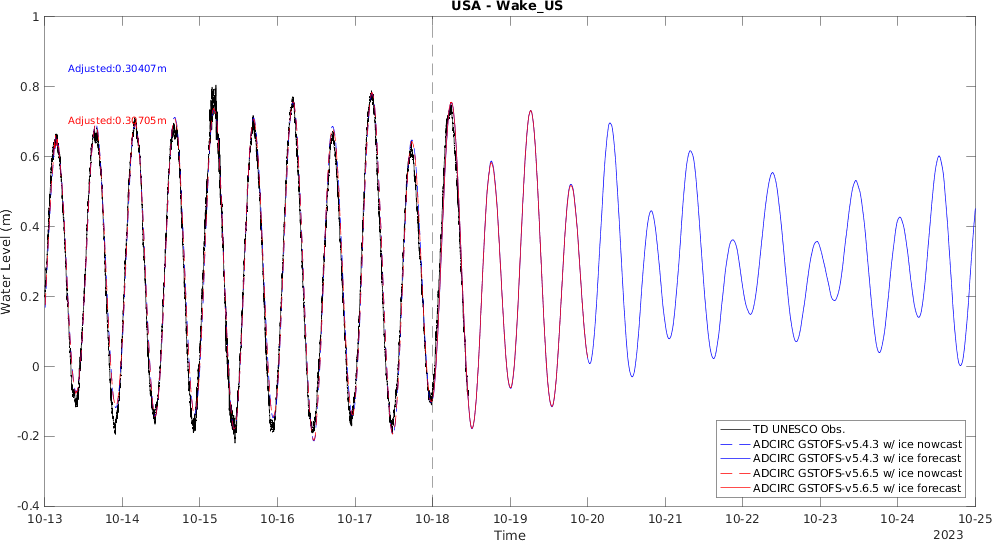 USA - Wake_US
1
0.8
0.6
0.4
0.2
0
-0.2
-0.4
Water Level (m)
Adjusted:0.30407m
Adjusted:0.30705m
TD UNESCO Obs.
ADCIRC GSTOFS-v5.4.3 w/ ice nowcast
ADCIRC GSTOFS-v5.4.3 w/ ice forecast
ADCIRC GSTOFS-v5.6.5 w/ ice nowcast
ADCIRC GSTOFS-v5.6.5 w/ ice forecast
10-13 10-14 10-15 10-16 10-17 10-18 10-19 10-20 10-21 10-22 10-23 10-24 10-25
Time
2023